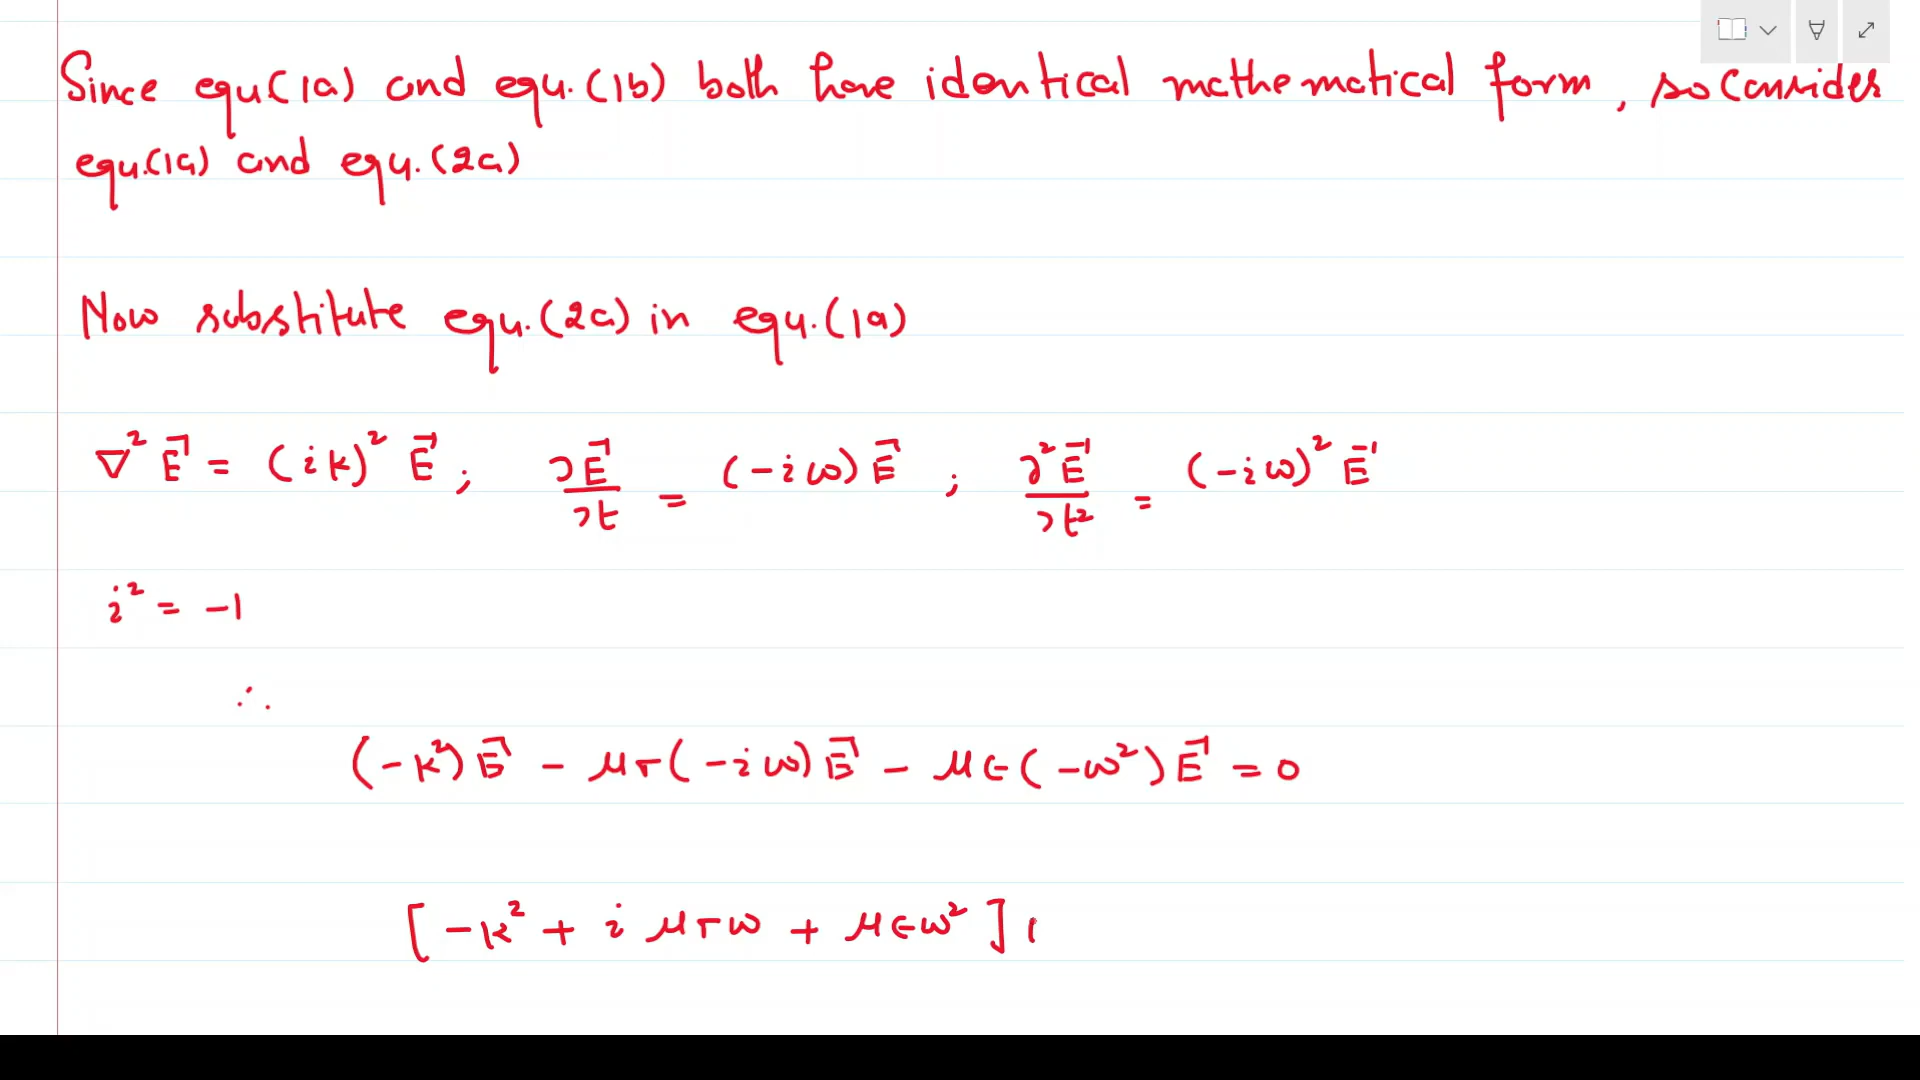 Since equ(1a) and equ.(1b) both have identical mathematical form, so Consider
equ.(1a) and equ.(2a)
Now substitute equ.(2a) in equ.(1a)
∇² E⃗ = (ik)² E⃗ ; ∂E⃗/∂t = (-iω) E⃗ ; ∂²E⃗/∂t² = (-iω)² E⃗
i² = -1
∴
(-k²) E⃗ - μσ(-iω) E⃗ - μϵ(-ω²) E⃗ = 0
[-k² + i μσω + μϵω²]